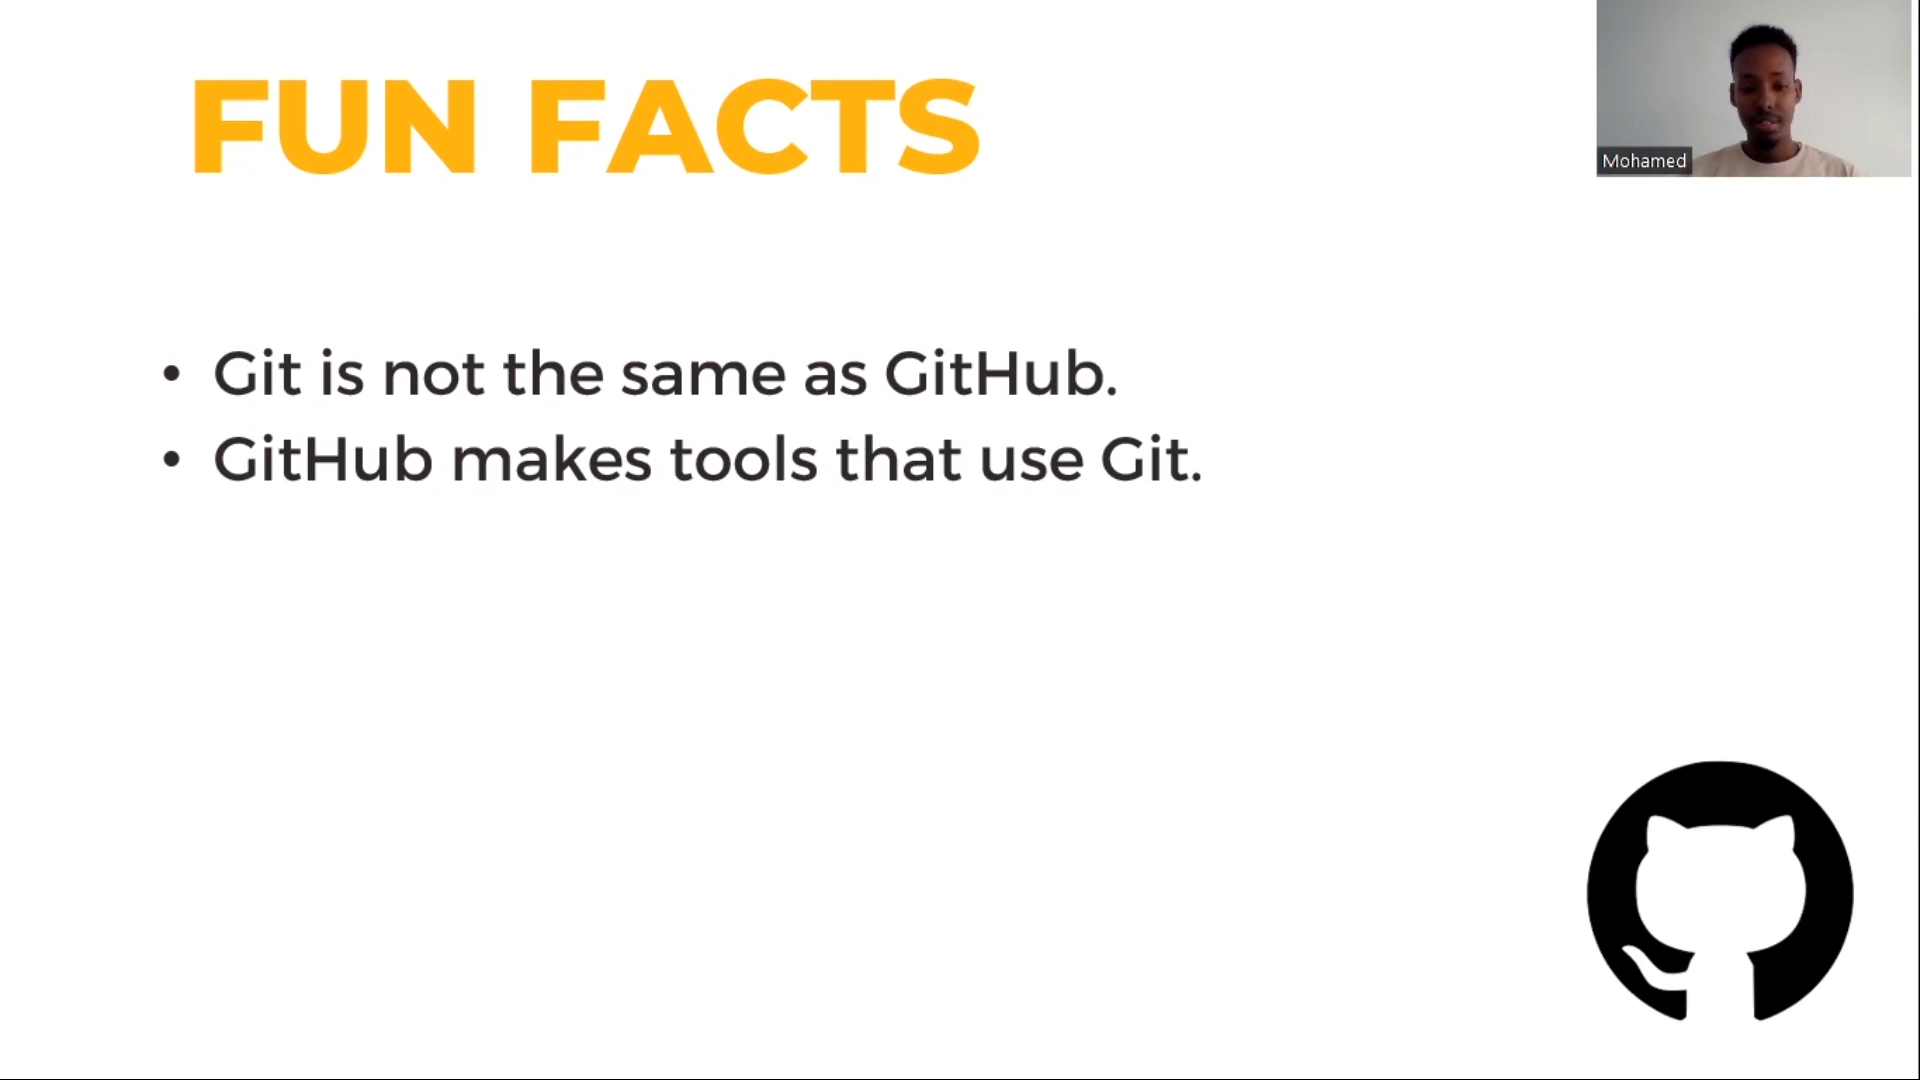 FUN FACTS
Mohamed
• Git is not the same as GitHub.
• GitHub makes tools that use Git.